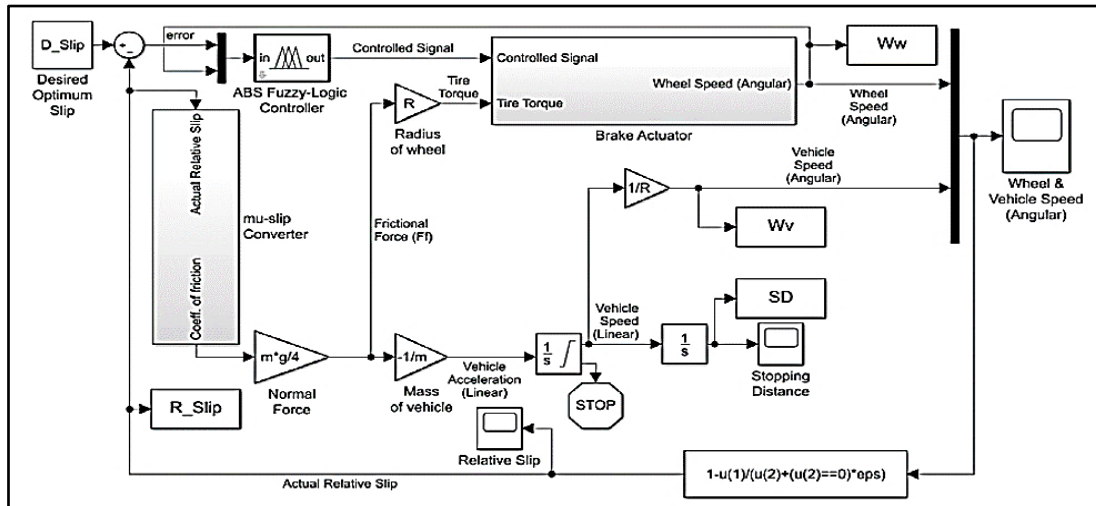 D_Slip
Desired
Optimum
Slip
+
-
error
in
out
ABS Fuzzy-Logic
Controller
Controlled Signal
Controlled Signal
Tire Torque
Wheel Speed (Angular)
Brake Actuator
Tire
Torque
R
Radius
of wheel
Ww
Wheel
Speed
(Angular)
Wheel &
Vehicle Speed
(Angular)
Actual Relative Slip
Coeff. of friction
mu-slip
Converter
Frictional
Force (Ff)
1/R
Vehicle
Speed
(Angular)
Wv
SD
Vehicle
Speed
(Linear)
m*g/4
Normal
Force
-1/m
Mass
of vehicle
Vehicle
Acceleration
(Linear)
1
s
STOP
1
s
Stopping
Distance
R_Slip
Relative Slip
Actual Relative Slip
1-u(1)/(u(2)+(u(2)==0)*eps)